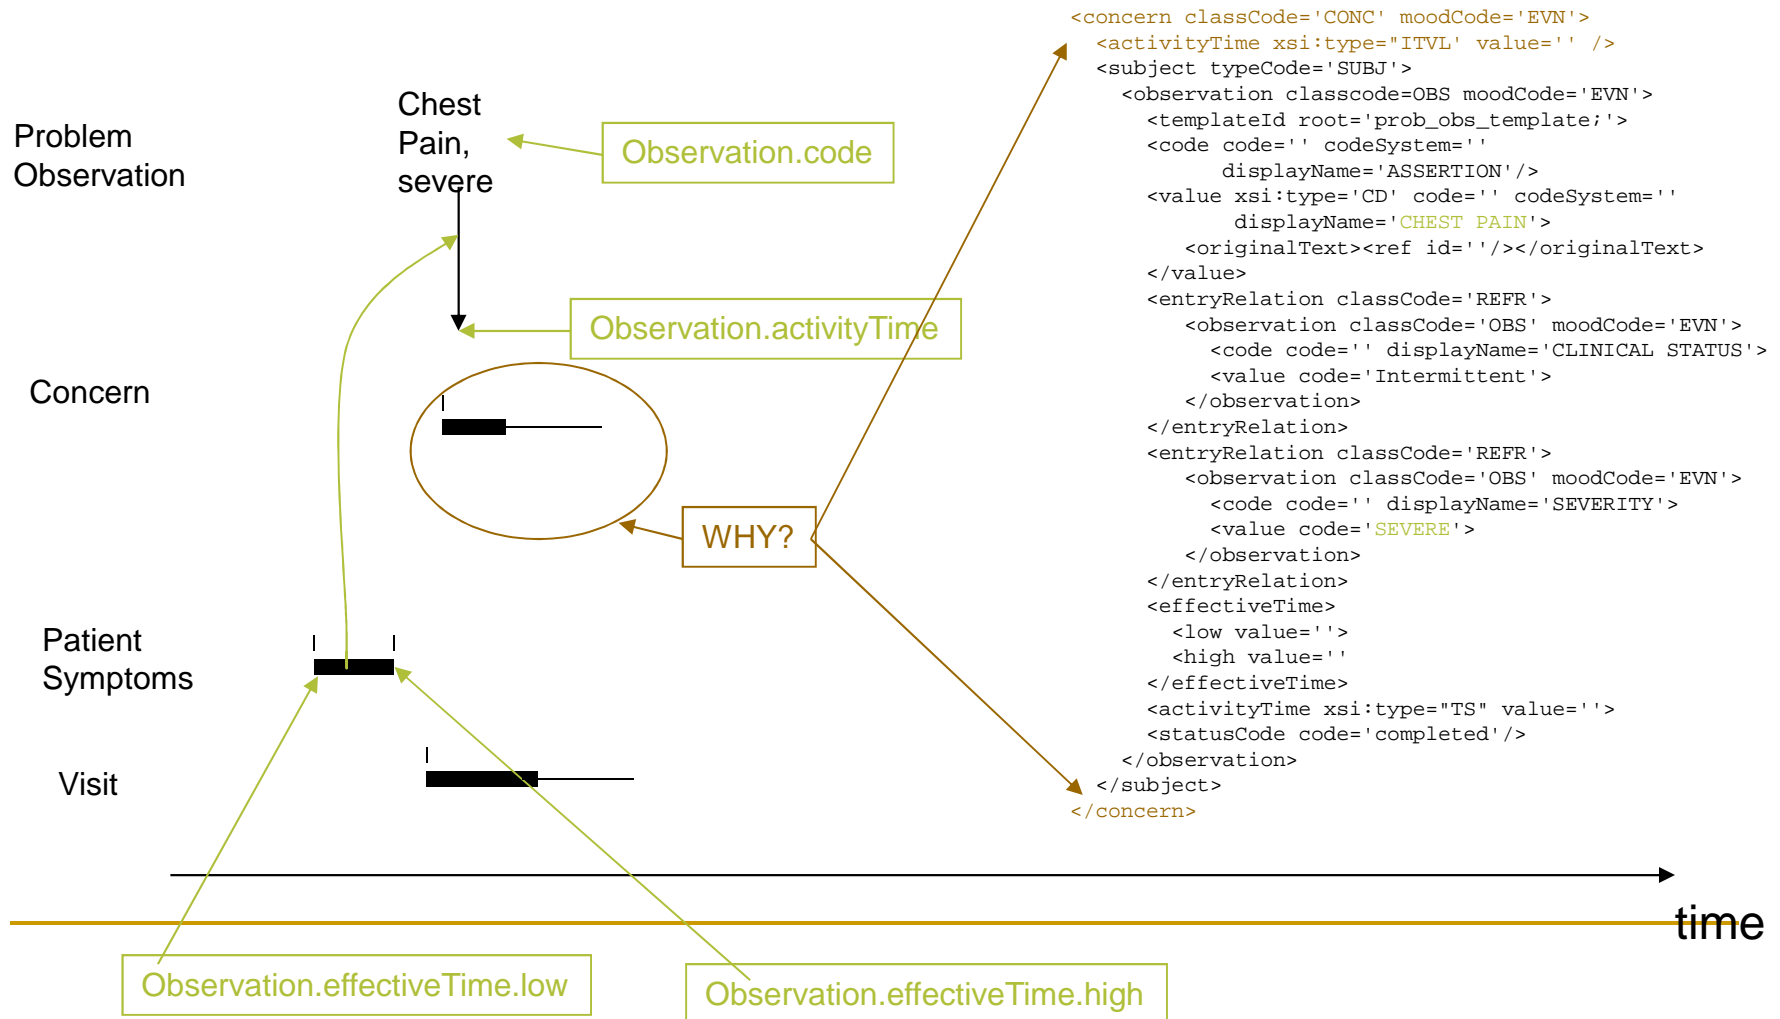 Problem
Observation
Chest
Pain,
severe
Observation.code
Observation.activityTime
Concern
WHY?
Patient
Symptoms
Visit
time
Observation.effectiveTime.low
Observation.effectiveTime.high
<concern classCode='CONC' moodCode='EVN'>
<activityTime xsi:type="ITVL' value='' />
<subject typeCode='SUBJ'>
<observation classcode=OBS moodCode='EVN'>
<templateId root='prob_obs_template;'>
<code code='' codeSystem=''
displayName='ASSERTION'/>
<value xsi:type='CD' code='' codeSystem=''
displayName='CHEST PAIN'>
<originalText><ref id=''/></originalText>
</value>
<entryRelation classCode='REFR'>
<observation classCode='OBS' moodCode='EVN'>
<code code='' displayName='CLINICAL STATUS'>
<value code='Intermittent'>
</observation>
</entryRelation>
<entryRelation classCode='REFR'>
<observation classCode='OBS' moodCode='EVN'>
<code code='' displayName='SEVERITY'>
<value code='SEVERE'>
</observation>
</entryRelation>
<effectiveTime>
<low value=''>
<high value=''
</effectiveTime>
<activityTime xsi:type="TS" value=''>
<statusCode code='completed'/>
</observation>
</subject>
</concern>